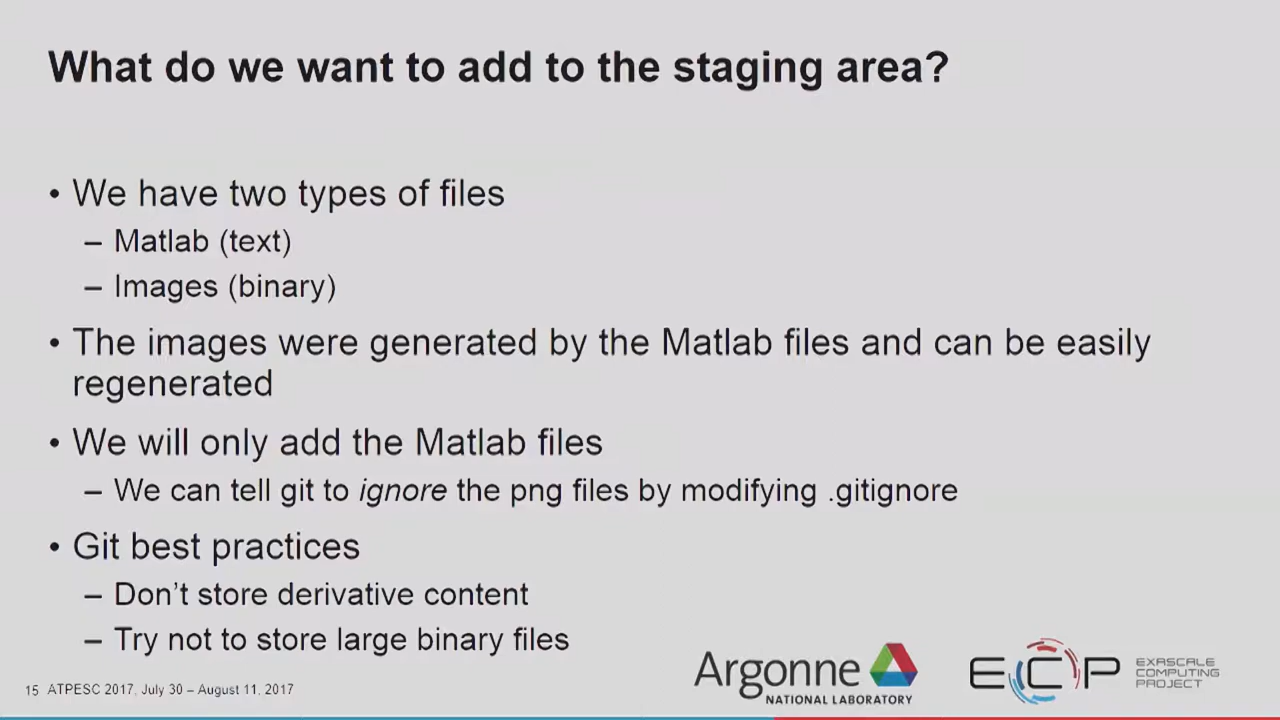 What do we want to add to the staging area?
• We have two types of files
– Matlab (text)
– Images (binary)
• The images were generated by the Matlab files and can be easily
regenerated
• We will only add the Matlab files
– We can tell git to ignore the png files by modifying .gitignore
• Git best practices
– Don't store derivative content
– Try not to store large binary files
15 ATPESC 2017, July 30 – August 11, 2017
Argonne
NATIONAL LABORATORY
ECP
EXASCALE
COMPUTING
PROJECT